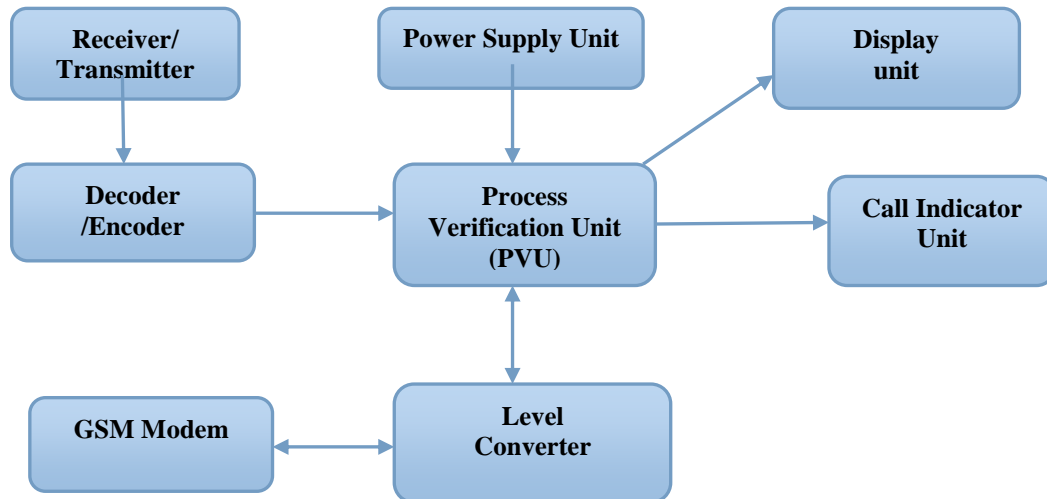 Receiver/
Transmitter
Power Supply Unit
Display
unit
Decoder
/Encoder
Process
Verification Unit
(PVU)
Call Indicator
Unit
GSM Modem
Level
Converter